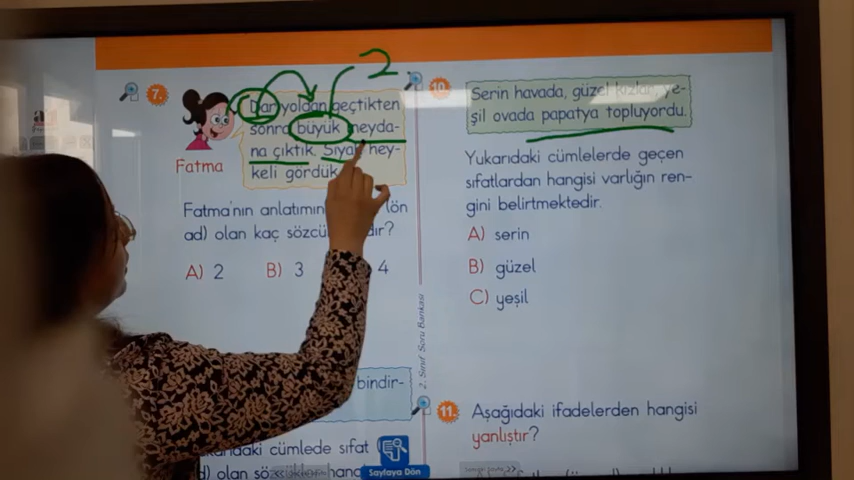 7.
Dar yoldan geçtikten
sonra büyük meyda-
na çıktık. Siyah hey-
keli gördük
Fatma
Fatma'nın anlatımın
ad) olan kaç
A) 2 B) 3 4
2
bindir-
cümlede sıfat
ad) olan
Sayfaya Dön
2. Sınıf Soru Bankası
10.
Serin havada, güzel kızlar ye-
şil ovada papatya topluyordu.
Yukarıdaki cümlelerde geçen
sıfatlardan hangisi varlığın ren-
gini belirtmektedir.
A) serin
B) güzel
C) yeşil
11.
Aşağıdaki ifadelerden hangisi
yanlıştır?